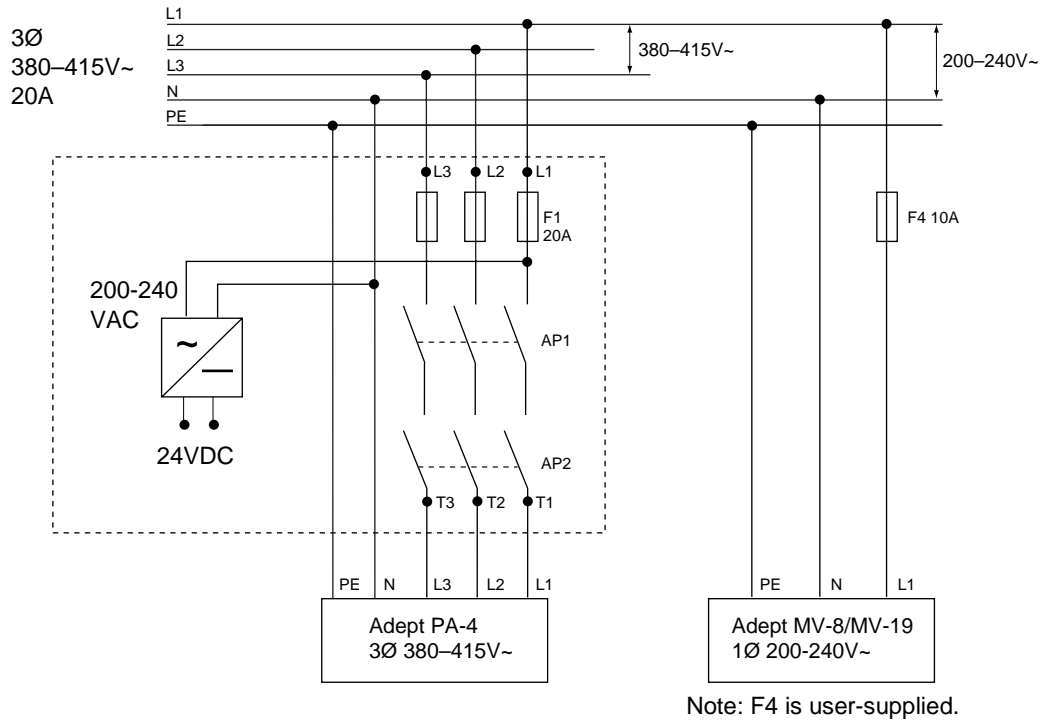 3Ø
380–415V~
20A
L1
L2
L3
N
PE
380–415V~
200–240V~
L3
L2
L1
F1
20A
F4 10A
200-240
VAC
~
24VDC
AP1
AP2
T3
T2
T1
PE
N
L3
L2
L1
PE
N
L1
Adept PA-4
3Ø 380–415V~
Adept MV-8/MV-19
1Ø 200-240V~
Note: F4 is user-supplied.